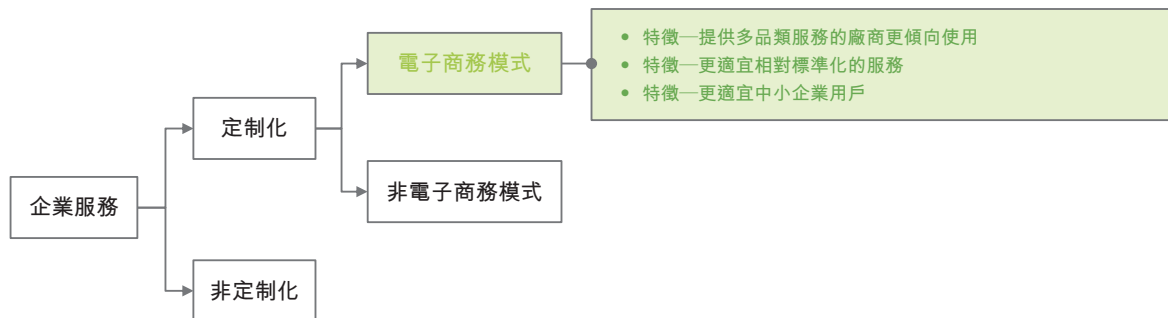 電子商務模式
• 特徵─提供多品類服務的廠商更傾向使用
• 特徵─更適宜相對標準化的服務
• 特徵─更適宜中小企業用戶
定制化
非電子商務模式
企業服務
非定制化